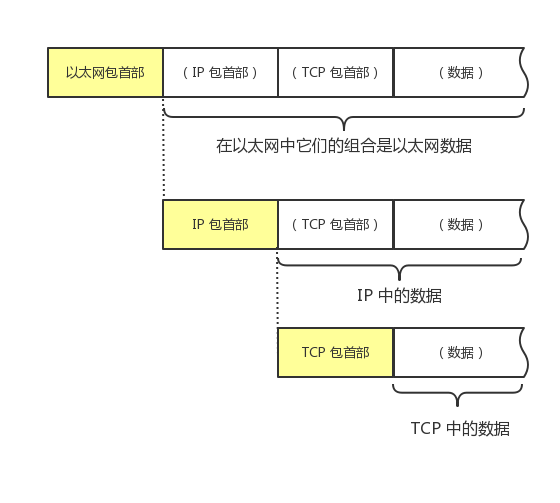 以太网包首部 （IP 包首部） （TCP 包首部） （数据）
在以太网中它们的组合是以太网数据
IP 包首部 （TCP 包首部） （数据）
IP 中的数据
TCP 包首部 （数据）
TCP 中的数据